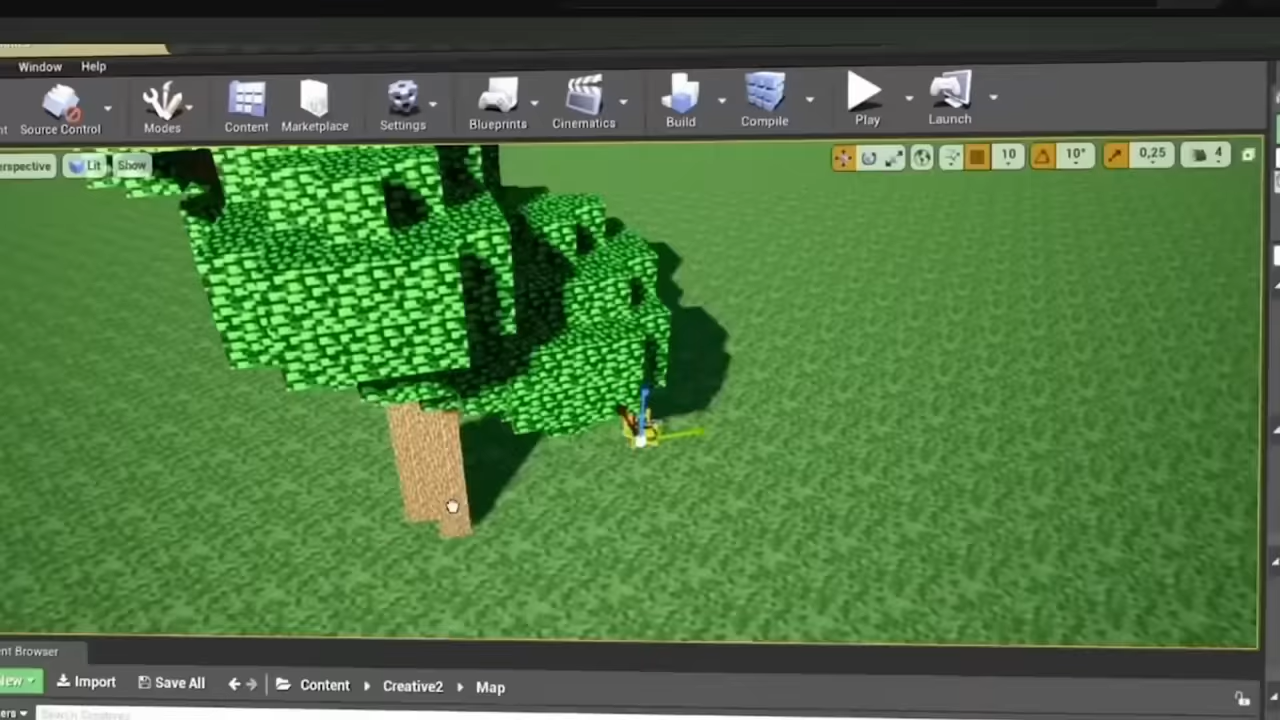 Window Help
Source Control Modes Content Marketplace Settings Blueprints Cinematics Build Compile Play Launch
Lit Show 10 10° 0,25 4
Browser
Import Save All Content Creative2 Map